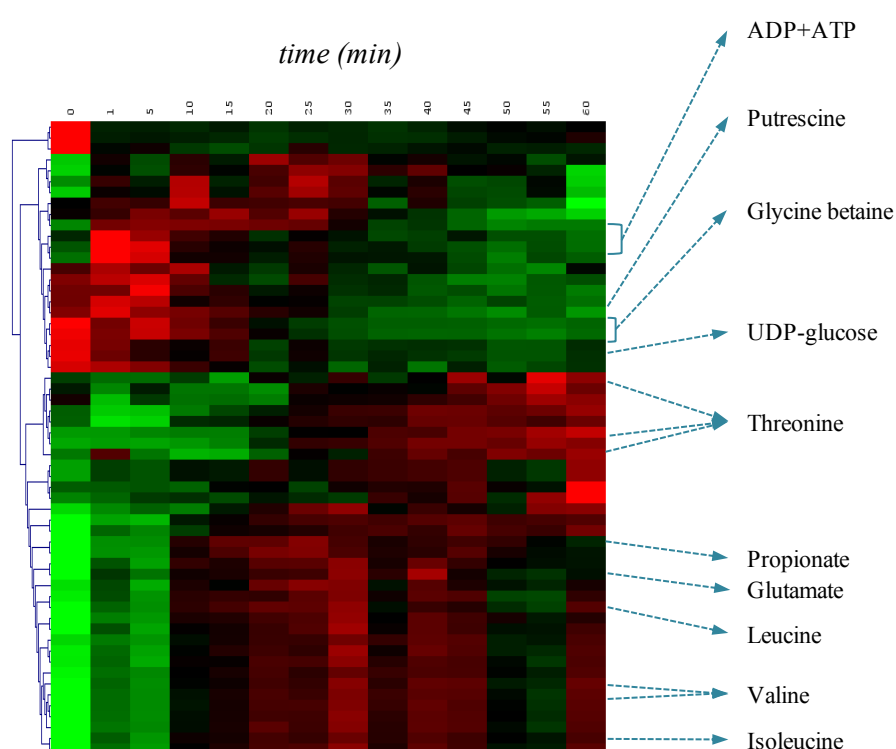 time (min)
0 1 5 10 15 20 25 30 35 40 45 50 55 60
ADP+ATP
Putrescine
Glycine betaine
UDP-glucose
Threonine
Propionate
Glutamate
Leucine
Valine
Isoleucine